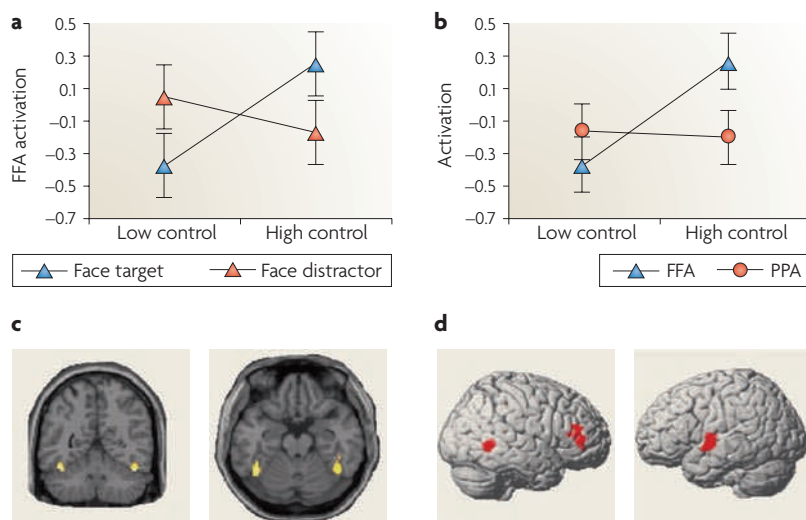 a
0.5
0.3
0.1
–0.1
–0.3
–0.5
–0.7
FFA activation
Low control High control
Face target Face distractor
b
0.5
0.3
0.1
–0.1
–0.3
–0.5
–0.7
Activation
Low control High control
FFA PPA
c
d